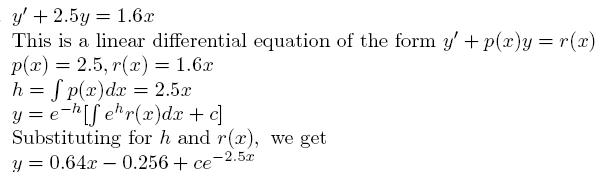 y′ + 2.5y = 1.6x
This is a linear differential equation of the form y′ + p(x)y = r(x)
p(x) = 2.5, r(x) = 1.6x
h = ∫ p(x)dx = 2.5x
y = e^{-h}[∫ e^{h}r(x)dx + c]
Substituting for h and r(x), we get
y = 0.64x − 0.256 + ce^{−2.5x}